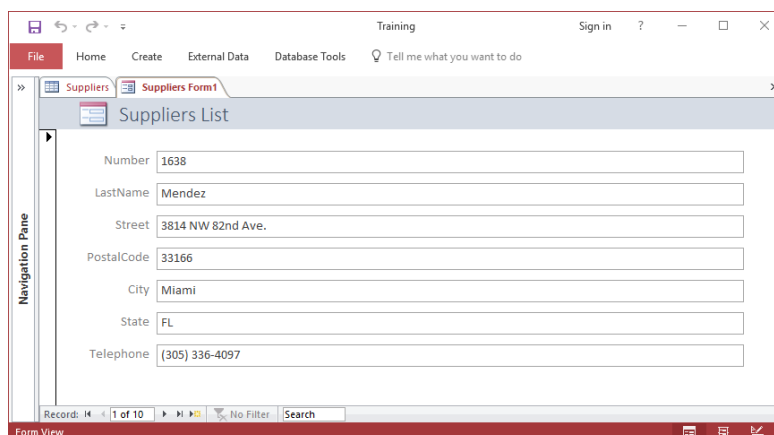 Training
Sign in ?
File Home Create External Data Database Tools Tell me what you want to do
» Suppliers Suppliers Form1
Suppliers List
Navigation Pane
Number 1638
LastName Mendez
Street 3814 NW 82nd Ave.
PostalCode 33166
City Miami
State FL
Telephone (305) 336-4097
Record: 1 of 10 No Filter Search
Form View